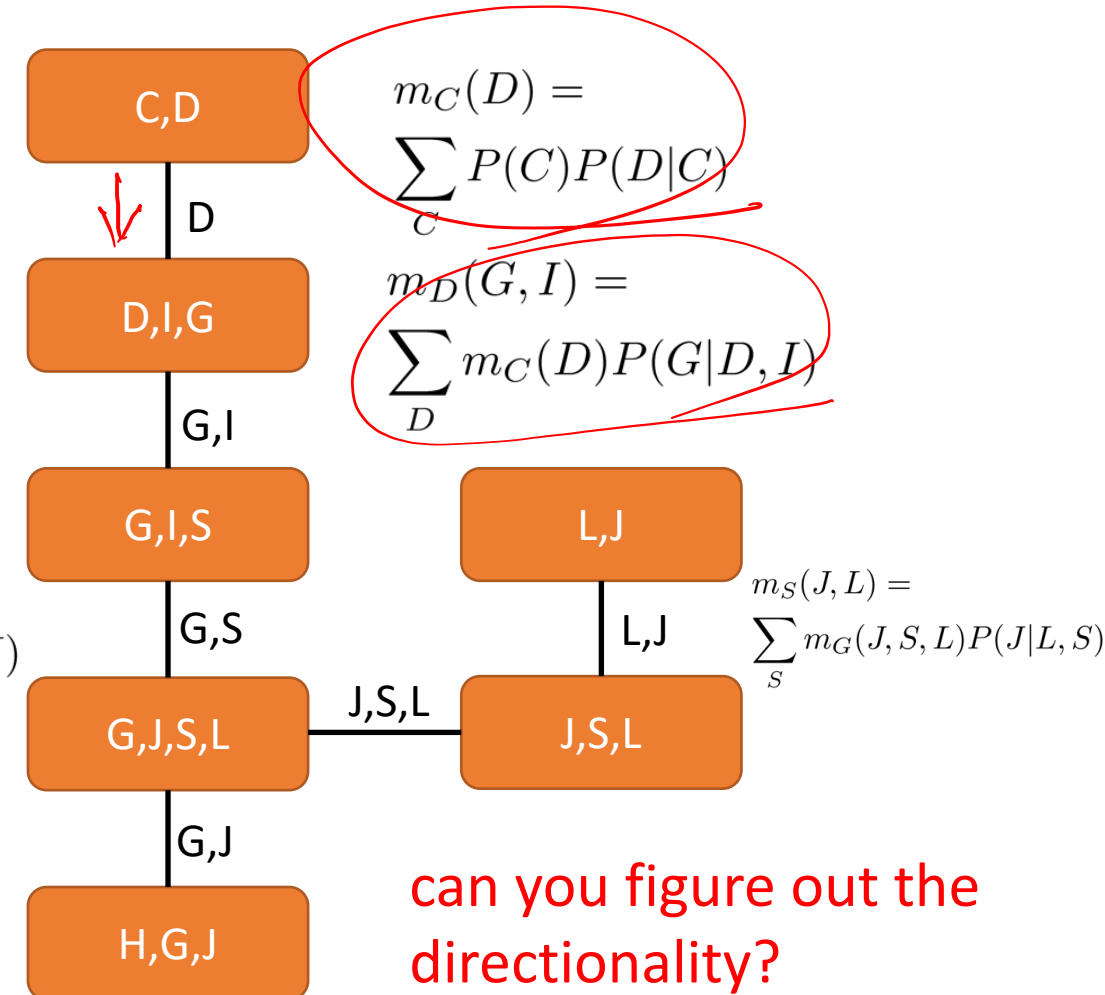 C,D
m_C(D) =
∑_C P(C)P(D|C)
D
D,I,G
m_D(G, I) =
∑_D m_C(D)P(G|D, I)
G,I
G,I,S
L,J
G,S
L,J
m_S(J, L) =
∑_S m_G(J, S, L)P(J|L, S)
)
G,J,S,L
J,S,L
J,S,L
G,J
H,G,J
can you figure out the
directionality?